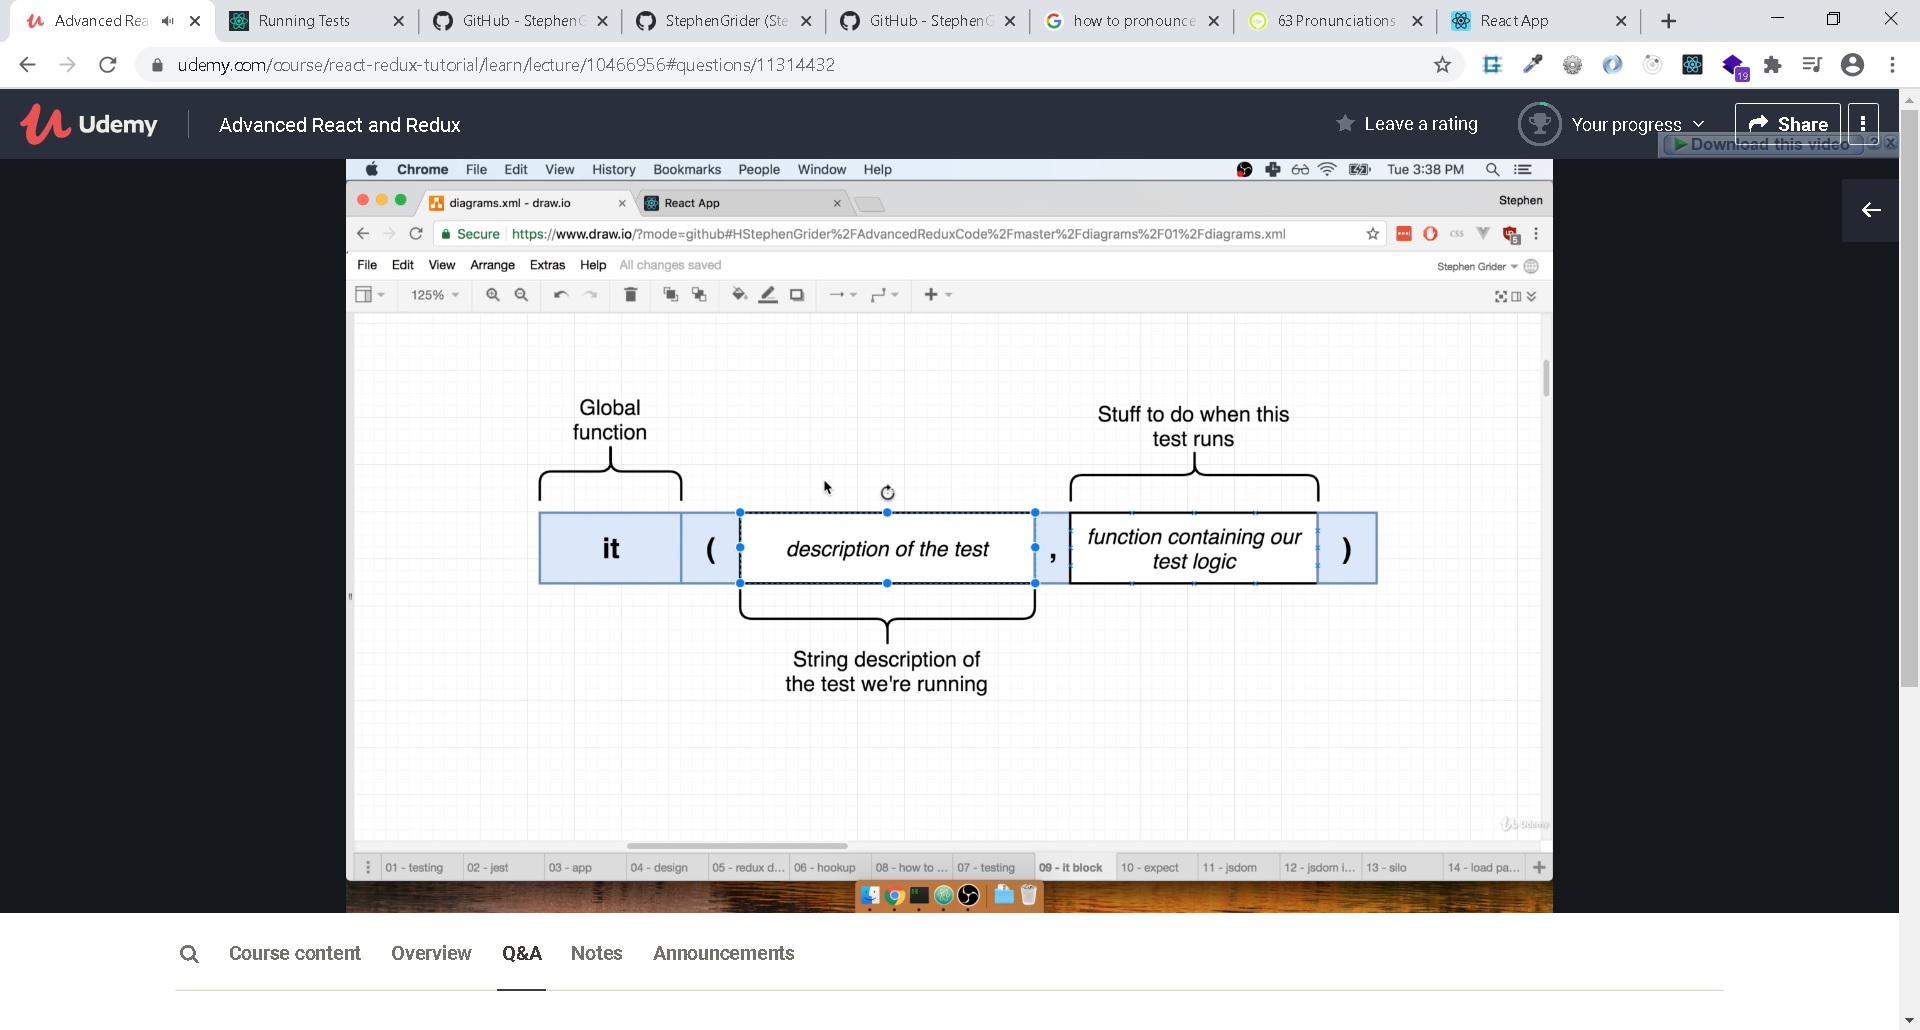 Advanced Rea
Running Tests
GitHub - StephenG
StephenGrider (Ste
GitHub - StephenG
how to pronounce
63 Pronunciations
React App
udemy.com/course/react-redux-tutorial/learn/lecture/10466956#questions/11314432
19
Udemy
Advanced React and Redux
Leave a rating
Your progress
Share
Download this video ? X
Chrome File Edit View History Bookmarks People Window Help
Tue 3:38 PM
diagrams.xml - draw.io
React App
Stephen
Secure https://www.draw.io/?mode=github#HStephenGrider%2FAdvancedReduxCode%2Fmaster%2Fdiagrams%2F01%2Fdiagrams.xml
CSS
5
File Edit View Arrange Extras Help All changes saved
Stephen Grider
125%
Global
function
Stuff to do when this
test runs
it ( description of the test , function containing our
test logic )
String description of
the test we're running
Udemy
01 - testing 02 - jest 03 - app 04 - design 05 - redux d... 06 - hookup 08 - how to ... 07 - testing 09 - it block 10 - expect 11 - jsdom 12 - jsdom i... 13 - silo 14 - load pa...
Course content Overview Q&A Notes Announcements